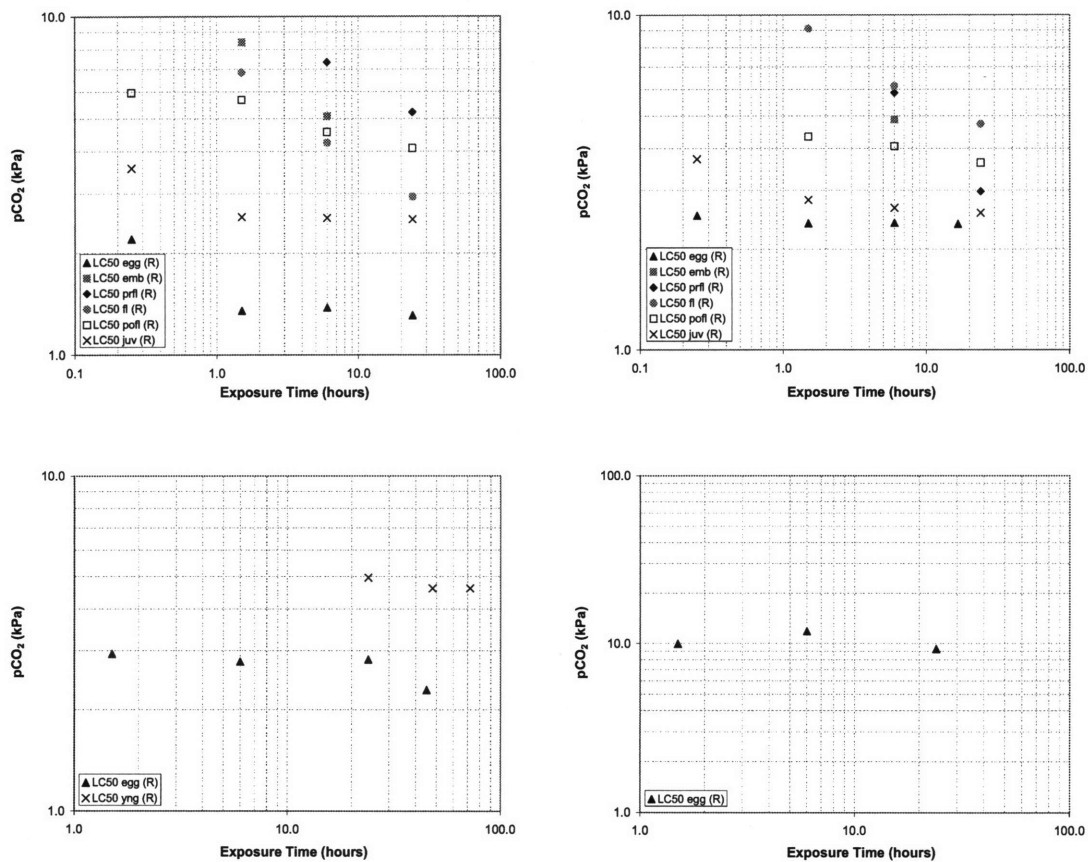 10.0
pCO₂ (kPa)
▲ LC50 egg (R)
LC50 emb (R)
◆ LC50 prfl (R)
LC50 fl (R)
□ LC50 pofl (R)
× LC50 juv (R)
1.0
0.1 1.0 10.0 100.0
Exposure Time (hours)
10.0
pCO₂ (kPa)
▲ LC50 egg (R)
LC50 emb (R)
◆ LC50 prfl (R)
LC50 fl (R)
□ LC50 pofl (R)
× LC50 juv (R)
1.0
0.1 1.0 10.0 100.0
Exposure Time (hours)
10.0
pCO₂ (kPa)
▲ LC50 egg (R)
× LC50 yng (R)
1.0
1.0 10.0 100.0
Exposure Time (hours)
100.0
pCO₂ (kPa)
10.0
▲ LC50 egg (R)
1.0
1.0 10.0 100.0
Exposure Time (hours)